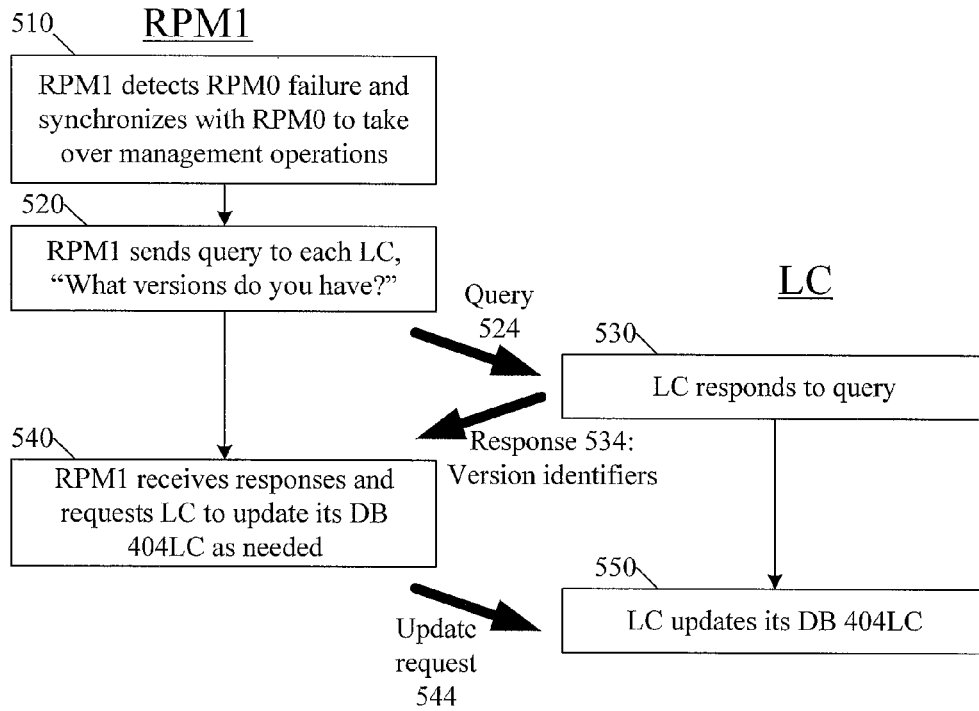 RPM1
510
RPM1 detects RPM0 failure and
synchronizes with RPM0 to take
over management operations
520
RPM1 sends query to each LC,
“What versions do you have?”
Query
524
LC
530
LC responds to query
Response 534:
Version identifiers
540
RPM1 receives responses and
requests LC to update its DB
404LC as needed
550
LC updates its DB 404LC
Update
request
544